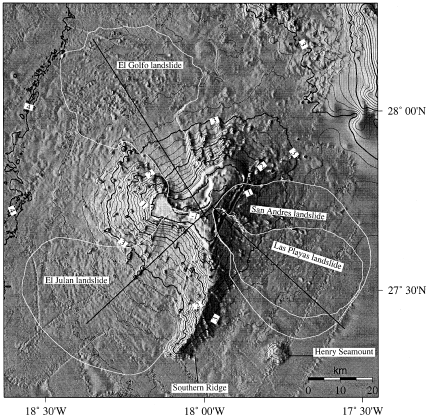 El Golfo landslide
28° 00'N
San Andres landslide
Las Playas landslide
El Julan landslide
27° 30'N
Henry Seamount
km
0 10 20
Southern Ridge
18° 30'W
18° 00'W
17° 30'W